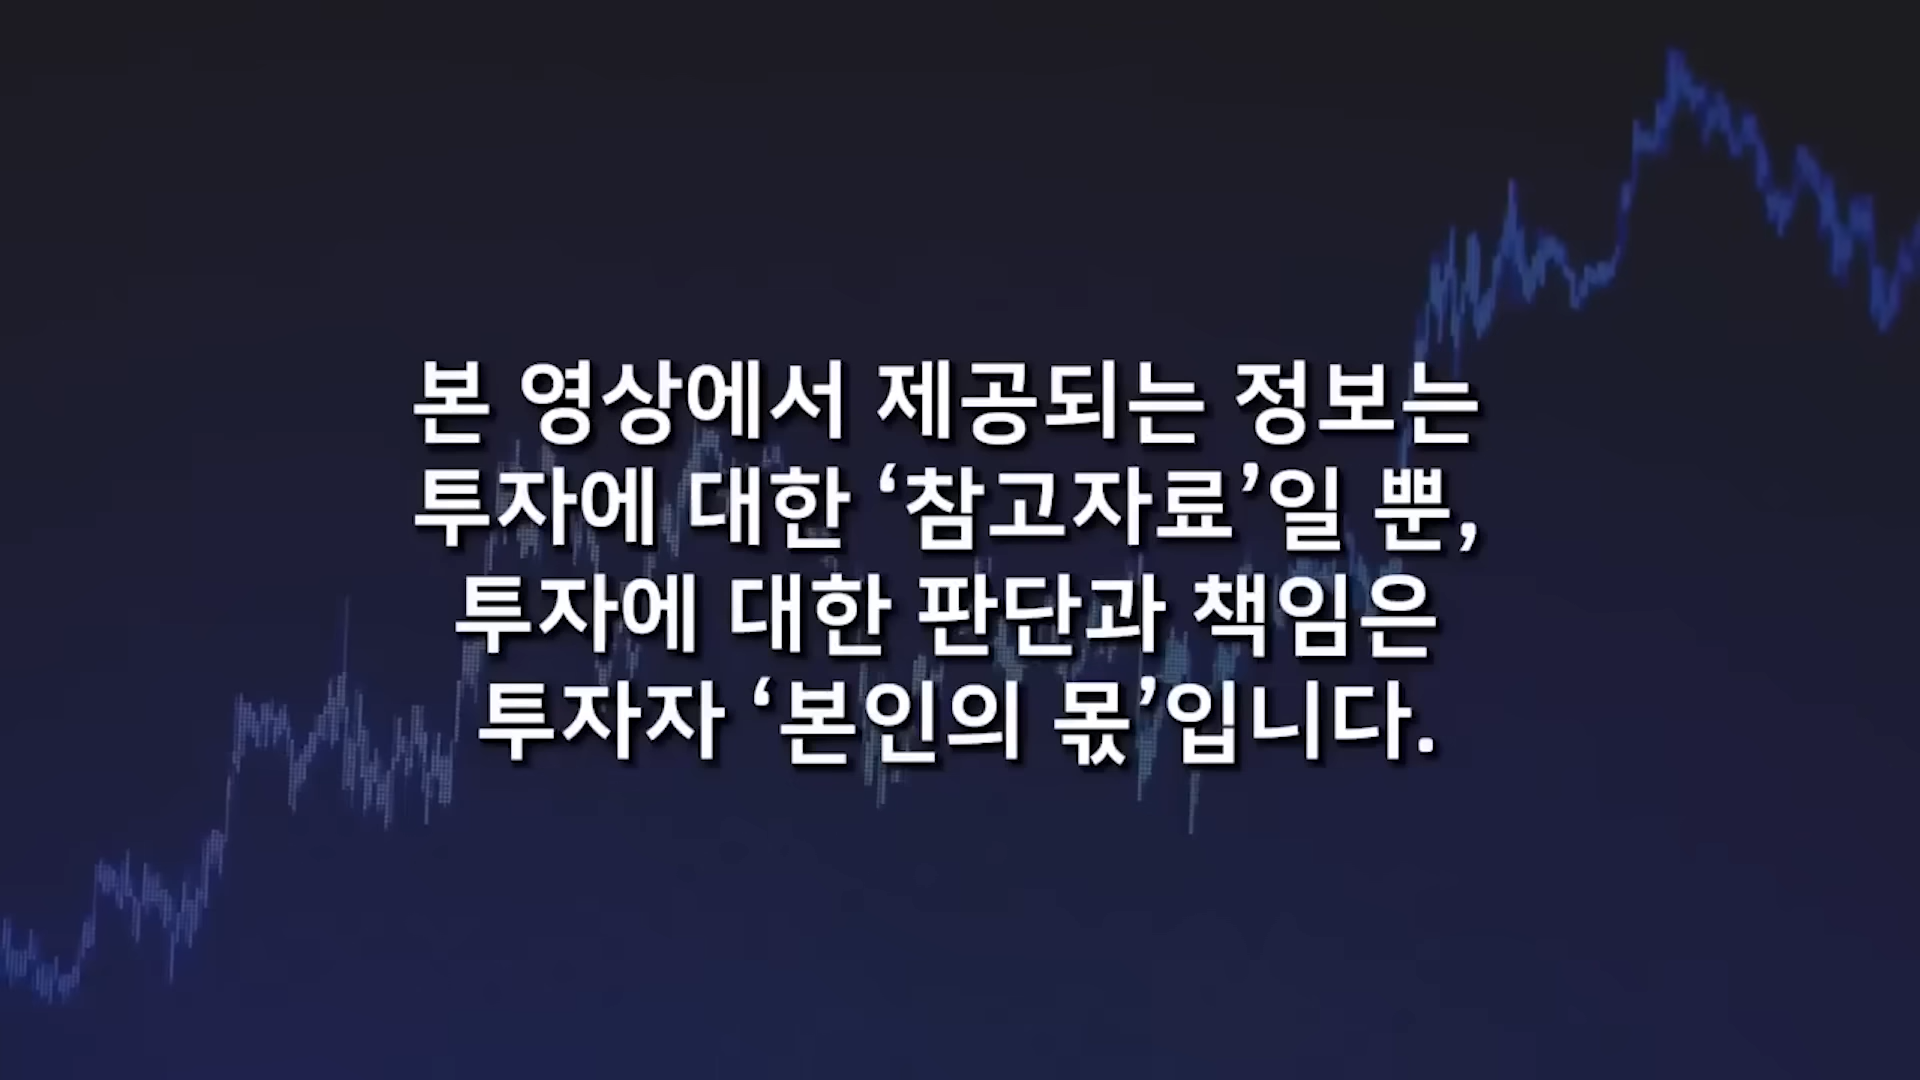 본 영상에서 제공되는 정보는
투자에 대한 ‘참고자료’일 뿐,
투자에 대한 판단과 책임은
투자자 ‘본인의 몫’입니다.